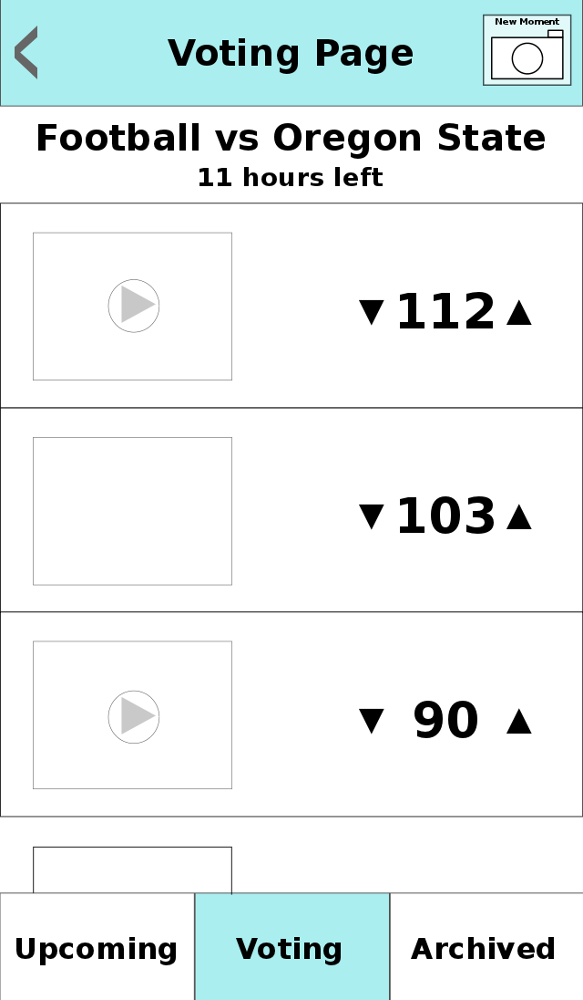 New Moment
Voting Page
Football vs Oregon State
11 hours left
▼ 112 ▲
▼ 103 ▲
▼ 90 ▲
Upcoming Voting Archived